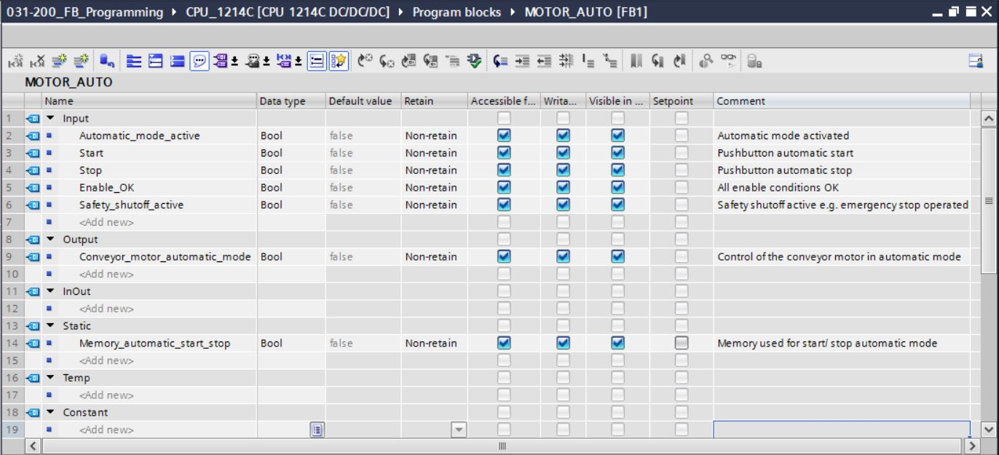 031-200_FB_Programming CPU_1214C [CPU 1214C DC/DC/DC] Program blocks MOTOR_AUTO [FB1]
MOTOR_AUTO
Name Data type Default value Retain Accessible f... Writa... Visible in ... Setpoint Comment
1 Input
2 Automatic_mode_active Bool false Non-retain Automatic mode activated
3 Start Bool false Non-retain Pushbutton automatic start
4 Stop Bool false Non-retain Pushbutton automatic stop
5 Enable_OK Bool false Non-retain All enable conditions OK
6 Safety_shutoff_active Bool false Non-retain Safety shutoff active e.g. emergency stop operated
7 <Add new>
8 Output
9 Conveyor_motor_automatic_mode Bool false Non-retain Control of the conveyor motor in automatic mode
10 <Add new>
11 InOut
12 <Add new>
13 Static
14 Memory_automatic_start_stop Bool false Non-retain Memory used for start/ stop automatic mode
15 <Add new>
16 Temp
17 <Add new>
18 Constant
19 <Add new>